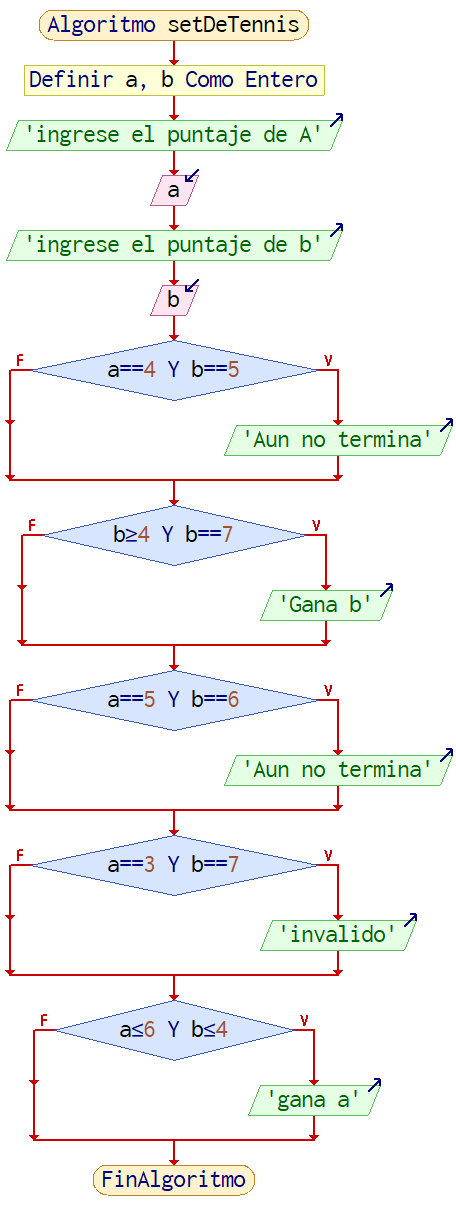 Algoritmo setDeTennis
Definir a, b Como Entero
'ingrese el puntaje de A'
a
'ingrese el puntaje de b'
b
F a==4 Y b==5 V
'Aun no termina'
F b≥4 Y b==7 V
'Gana b'
F a==5 Y b==6 V
'Aun no termina'
F a==3 Y b==7 V
'invalido'
F a≤6 Y b≤4 V
'gana a'
FinAlgoritmo